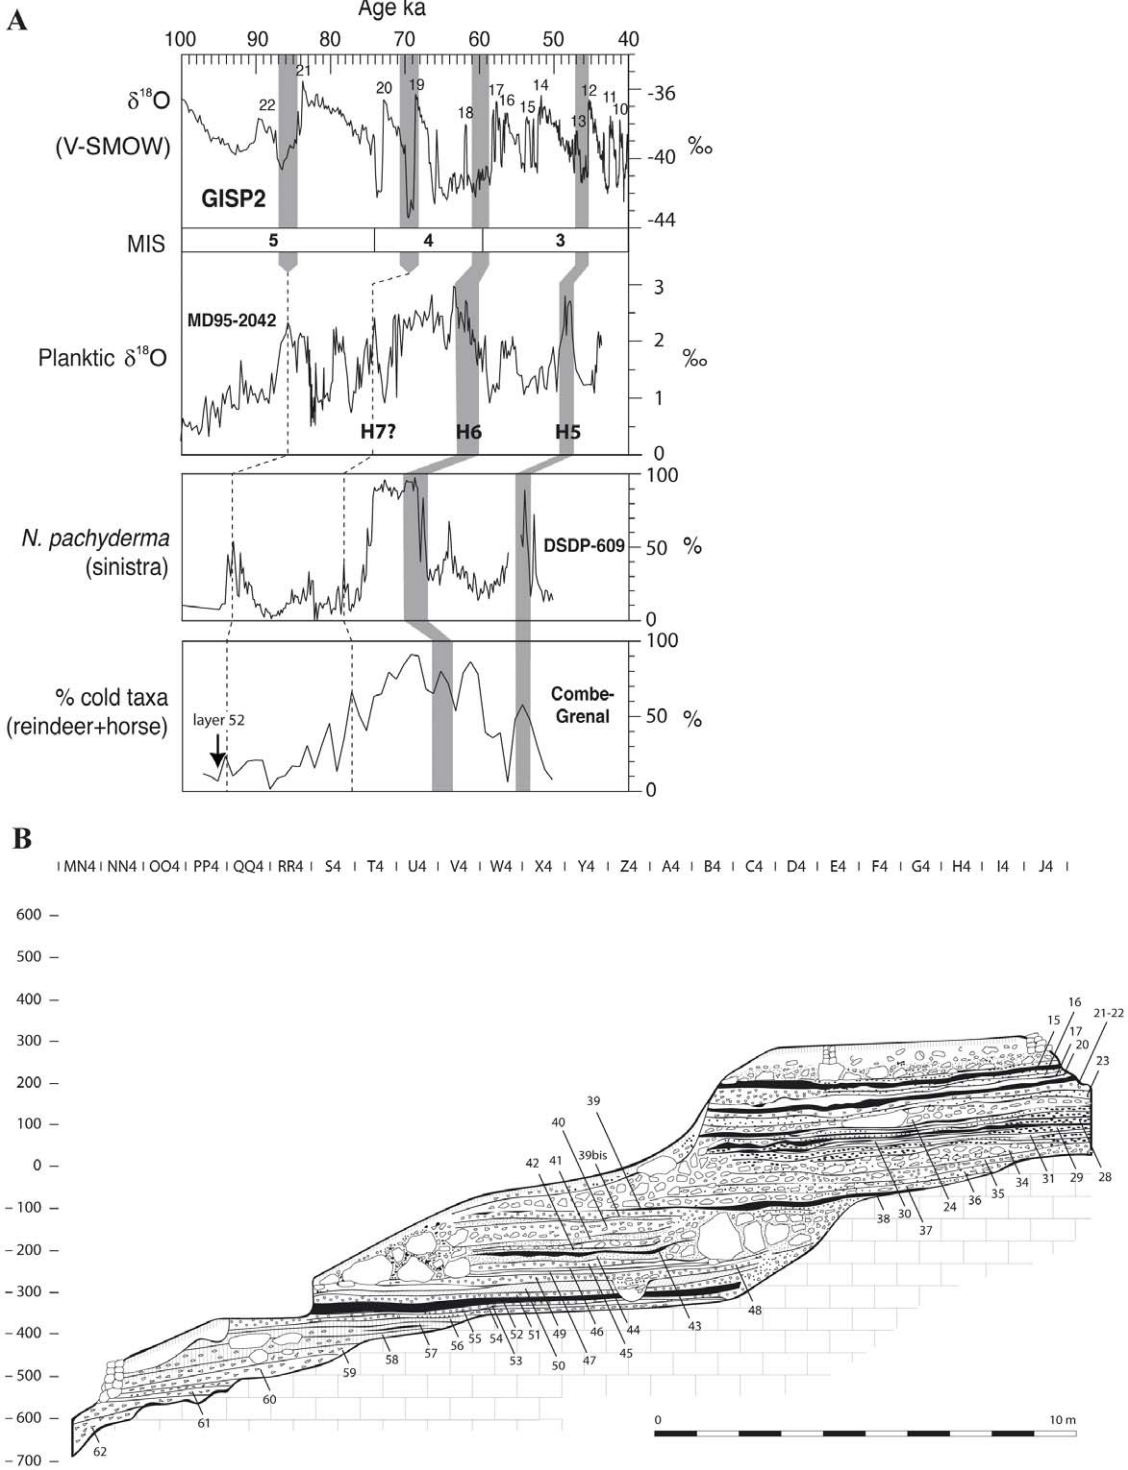 A
Age ka
100 90 80 70 60 50 40
22 21 20 19 18 17 16 15 14 13 12 11 10
δ18O
(V-SMOW)
GISP2
-36
-40 ‰
-44
MIS 5 4 3
MD95-2042
Planktic δ18O
H7? H6 H5
3
2 ‰
1
0
N. pachyderma
(sinistra)
DSDP-609
100
50 %
0
% cold taxa
(reindeer+horse)
layer 52
Combe-
Grenal
100
50 %
0
B
MN4 NN4 OO4 PP4 QQ4 RR4 S4 T4 U4 V4 W4 X4 Y4 Z4 A4 B4 C4 D4 E4 F4 G4 H4 I4 J4
600
500
400
300
200
100
0
-100
-200
-300
-400
-500
-600
-700
15 16 17 20 21-22 23
39 40 39bis 41 42
28 29 31 34 35 36 24 37 30 38
48 43 44 45 46 47 49 50 51 52 53 54 55 56 57 58 59 60 61 62
0 10 m